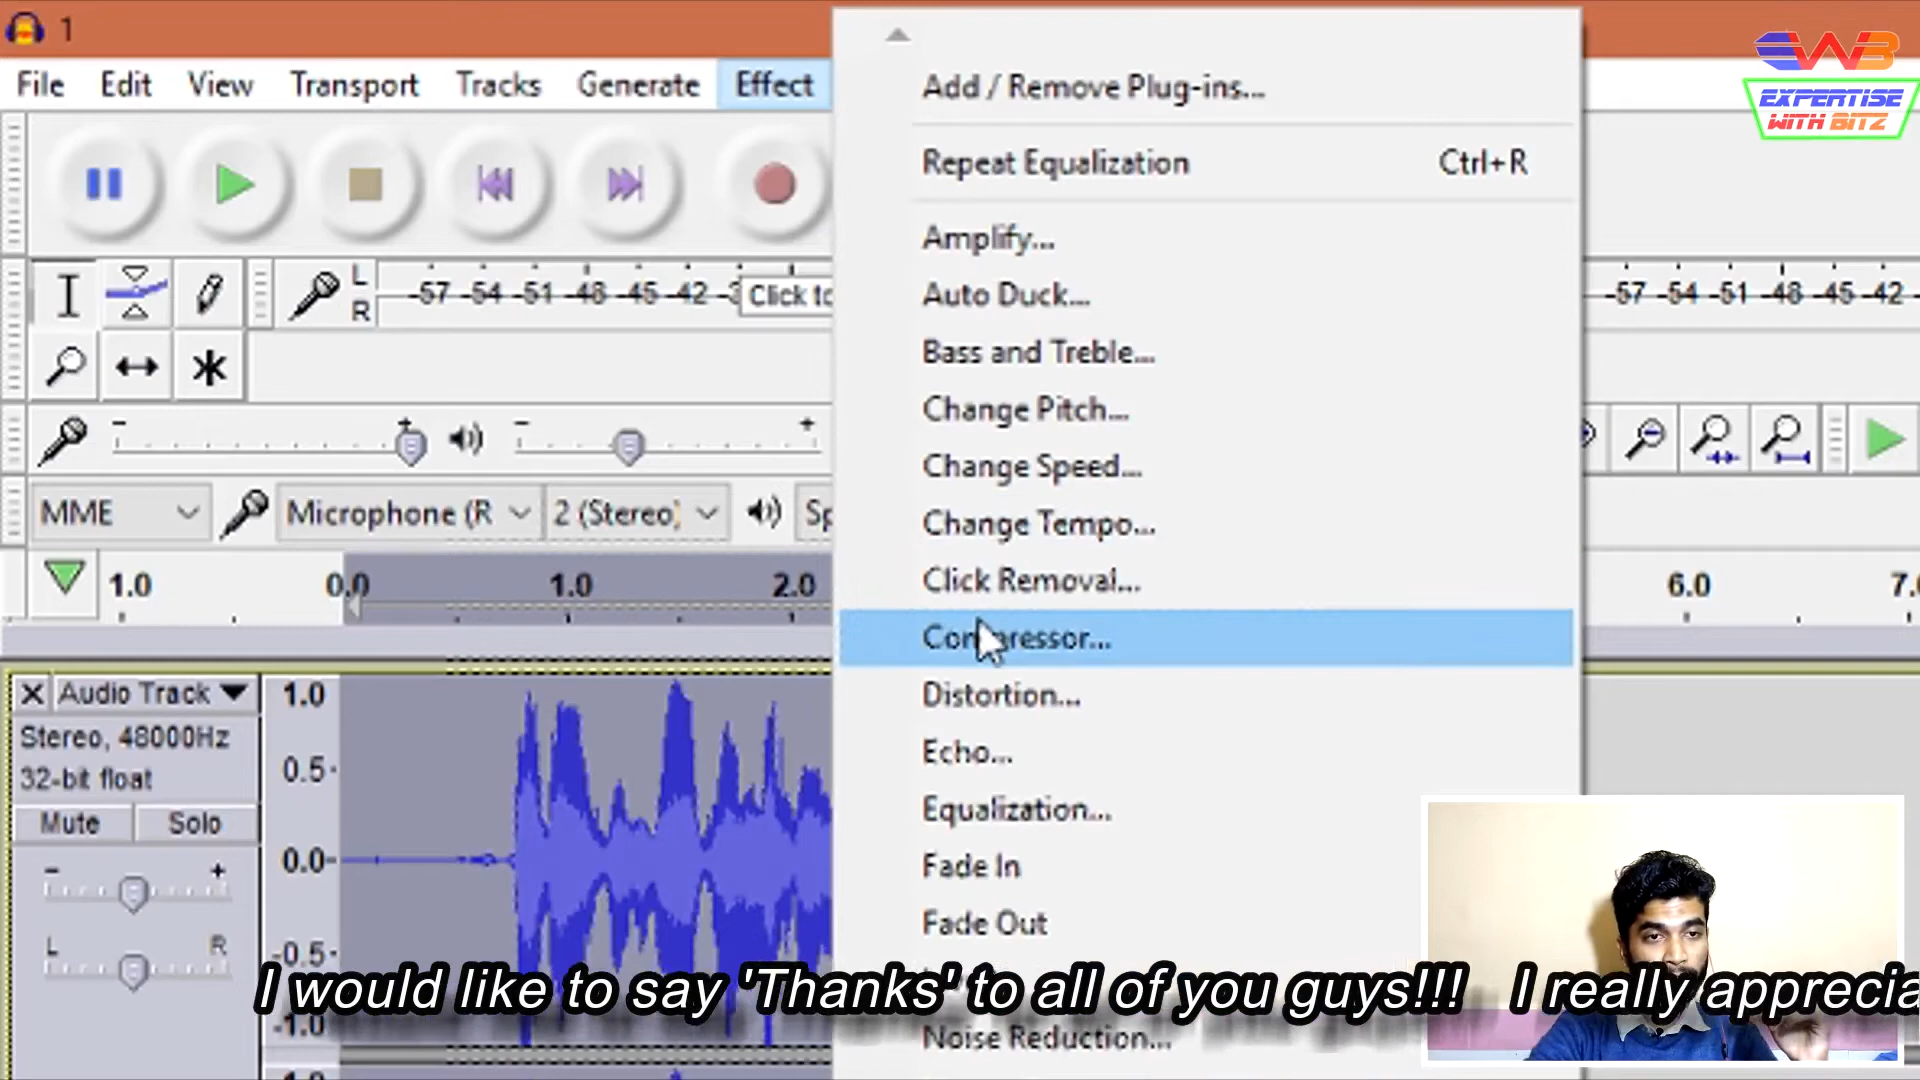 1
EWB
EXPERTISE
WITH BITZ
File Edit View Transport Tracks Generate Effect
Add / Remove Plug-ins...
Repeat Equalization Ctrl+R
Amplify...
Auto Duck...
Bass and Treble...
Change Pitch...
Change Speed...
Change Tempo...
Click Removal...
Compressor...
Distortion...
Echo...
Equalization...
Fade In
Fade Out
Noise Reduction...
L
R
-57 -54 -51 -48 -45 -42
Click
-57 -54 -51 -48 -45 -42
MME Microphone (R 2 (Stereo)
1.0 0.0 1.0 2.0 6.0
Audio Track
Stereo, 48000Hz
32-bit float
Mute Solo
L R
1.0
0.5
0.0
-0.5
-1.0
1.0
I would like to say 'Thanks' to all of you guys!!! I really